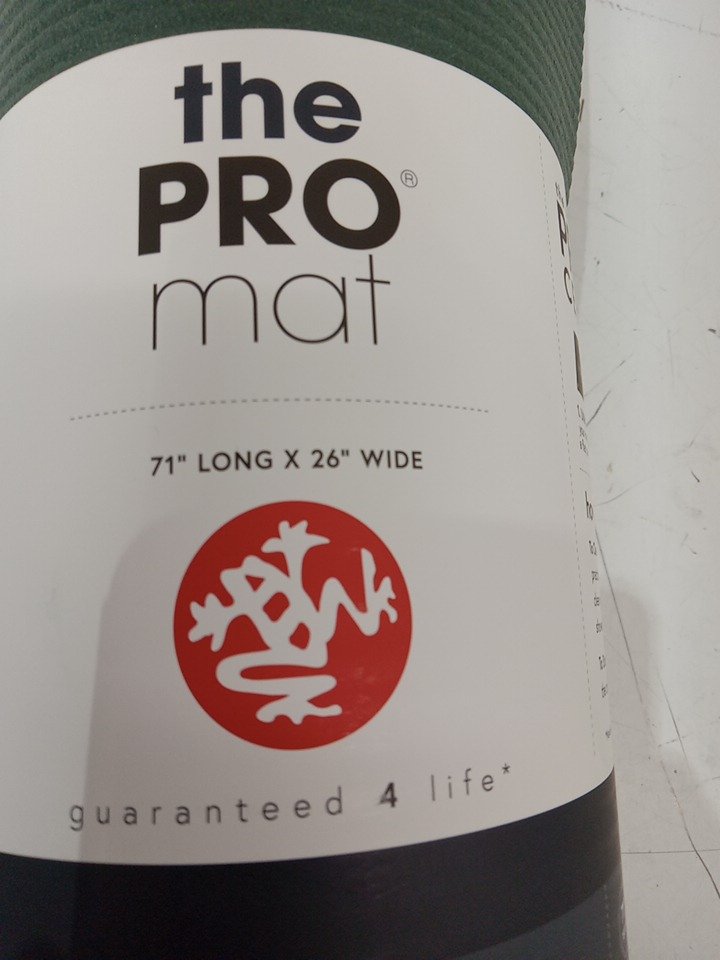 the
PRO®
mat
71" LONG X 26" WIDE
guaranteed 4 life*